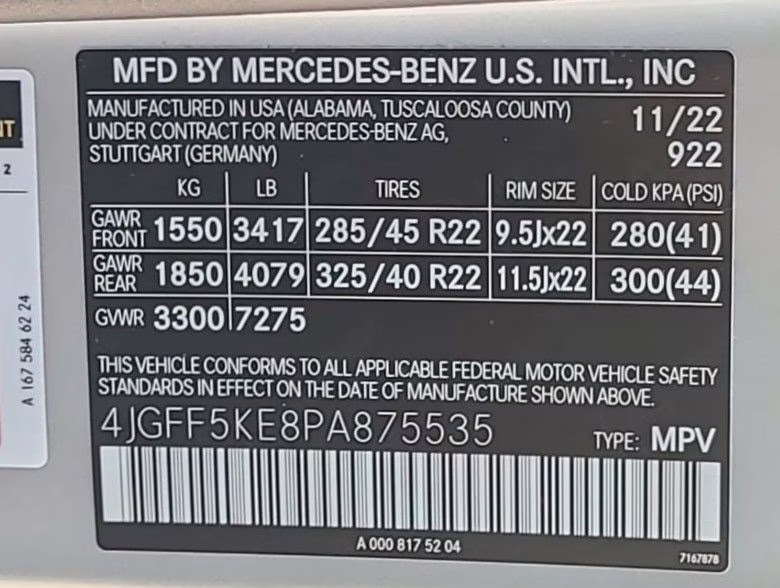 MFD BY MERCEDES-BENZ U.S. INTL., INC
MANUFACTURED IN USA (ALABAMA, TUSCALOOSA COUNTY)
UNDER CONTRACT FOR MERCEDES-BENZ AG,
STUTTGART (GERMANY)
11/22
922
KG LB TIRES RIM SIZE COLD KPA (PSI)
GAWR FRONT 1550 3417 285/45 R22 9.5Jx22 280(41)
GAWR REAR 1850 4079 325/40 R22 11.5Jx22 300(44)
GVWR 3300 7275
THIS VEHICLE CONFORMS TO ALL APPLICABLE FEDERAL MOTOR VEHICLE SAFETY
STANDARDS IN EFFECT ON THE DATE OF MANUFACTURE SHOWN ABOVE.
4JGFF5KE8PA875535 TYPE: MPV
A 000 817 52 04
7167878
NT
2
A 167 584 62 24